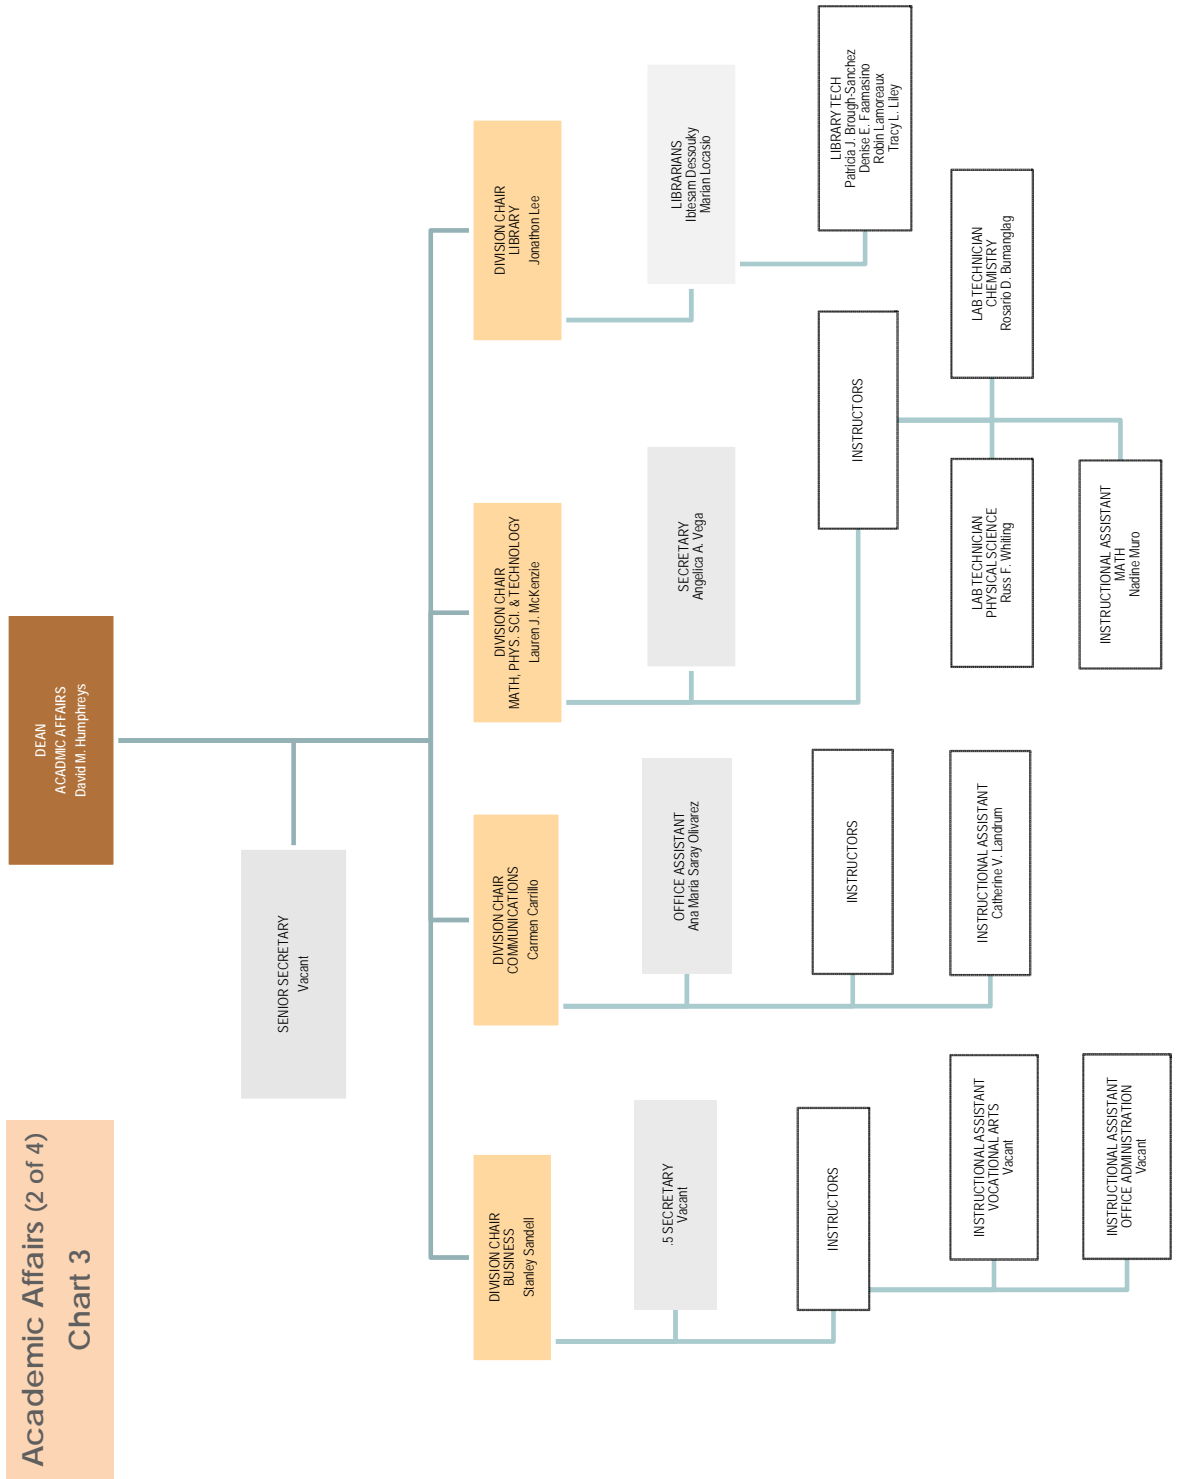 Academic Affairs (2 of 4)
Chart 3
DEAN
ACADMIC AFFAIRS
David M. Humphreys
SENIOR SECRETARY
Vacant
DIVISION CHAIR
BUSINESS
Stanley Sandell
.5 SECRETARY
Vacant
INSTRUCTORS
INSTRUCTIONAL ASSISTANT
VOCATIONAL ARTS
Vacant
INSTRUCTIONAL ASSISTANT
OFFICE ADMINISTRATION
Vacant
DIVISION CHAIR
COMMUNICATIONS
Carmen Carrillo
OFFICE ASSISTANT
Ana Maria Saray Olivarez
INSTRUCTORS
INSTRUCTIONAL ASSISTANT
Catherine V. Landrum
DIVISION CHAIR
MATH, PHYS. SCI. & TECHNOLOGY
Lauren J. McKenzie
SECRETARY
Angelica A. Vega
INSTRUCTORS
LAB TECHNICIAN
PHYSICAL SCIENCE
Russ F. Whiting
LAB TECHNICIAN
CHEMISTRY
Rosario D. Bumanglag
INSTRUCTIONAL ASSISTANT
MATH
Nadine Muro
DIVISION CHAIR
LIBRARY
Jonathon Lee
LIBRARIANS
Ibtesam Dessouky
Marian Locasio
LIBRARY TECH
Patricia J. Brough-Sanchez
Denise E. Faamasino
Robin Lamoreaux
Tracy L. Liley